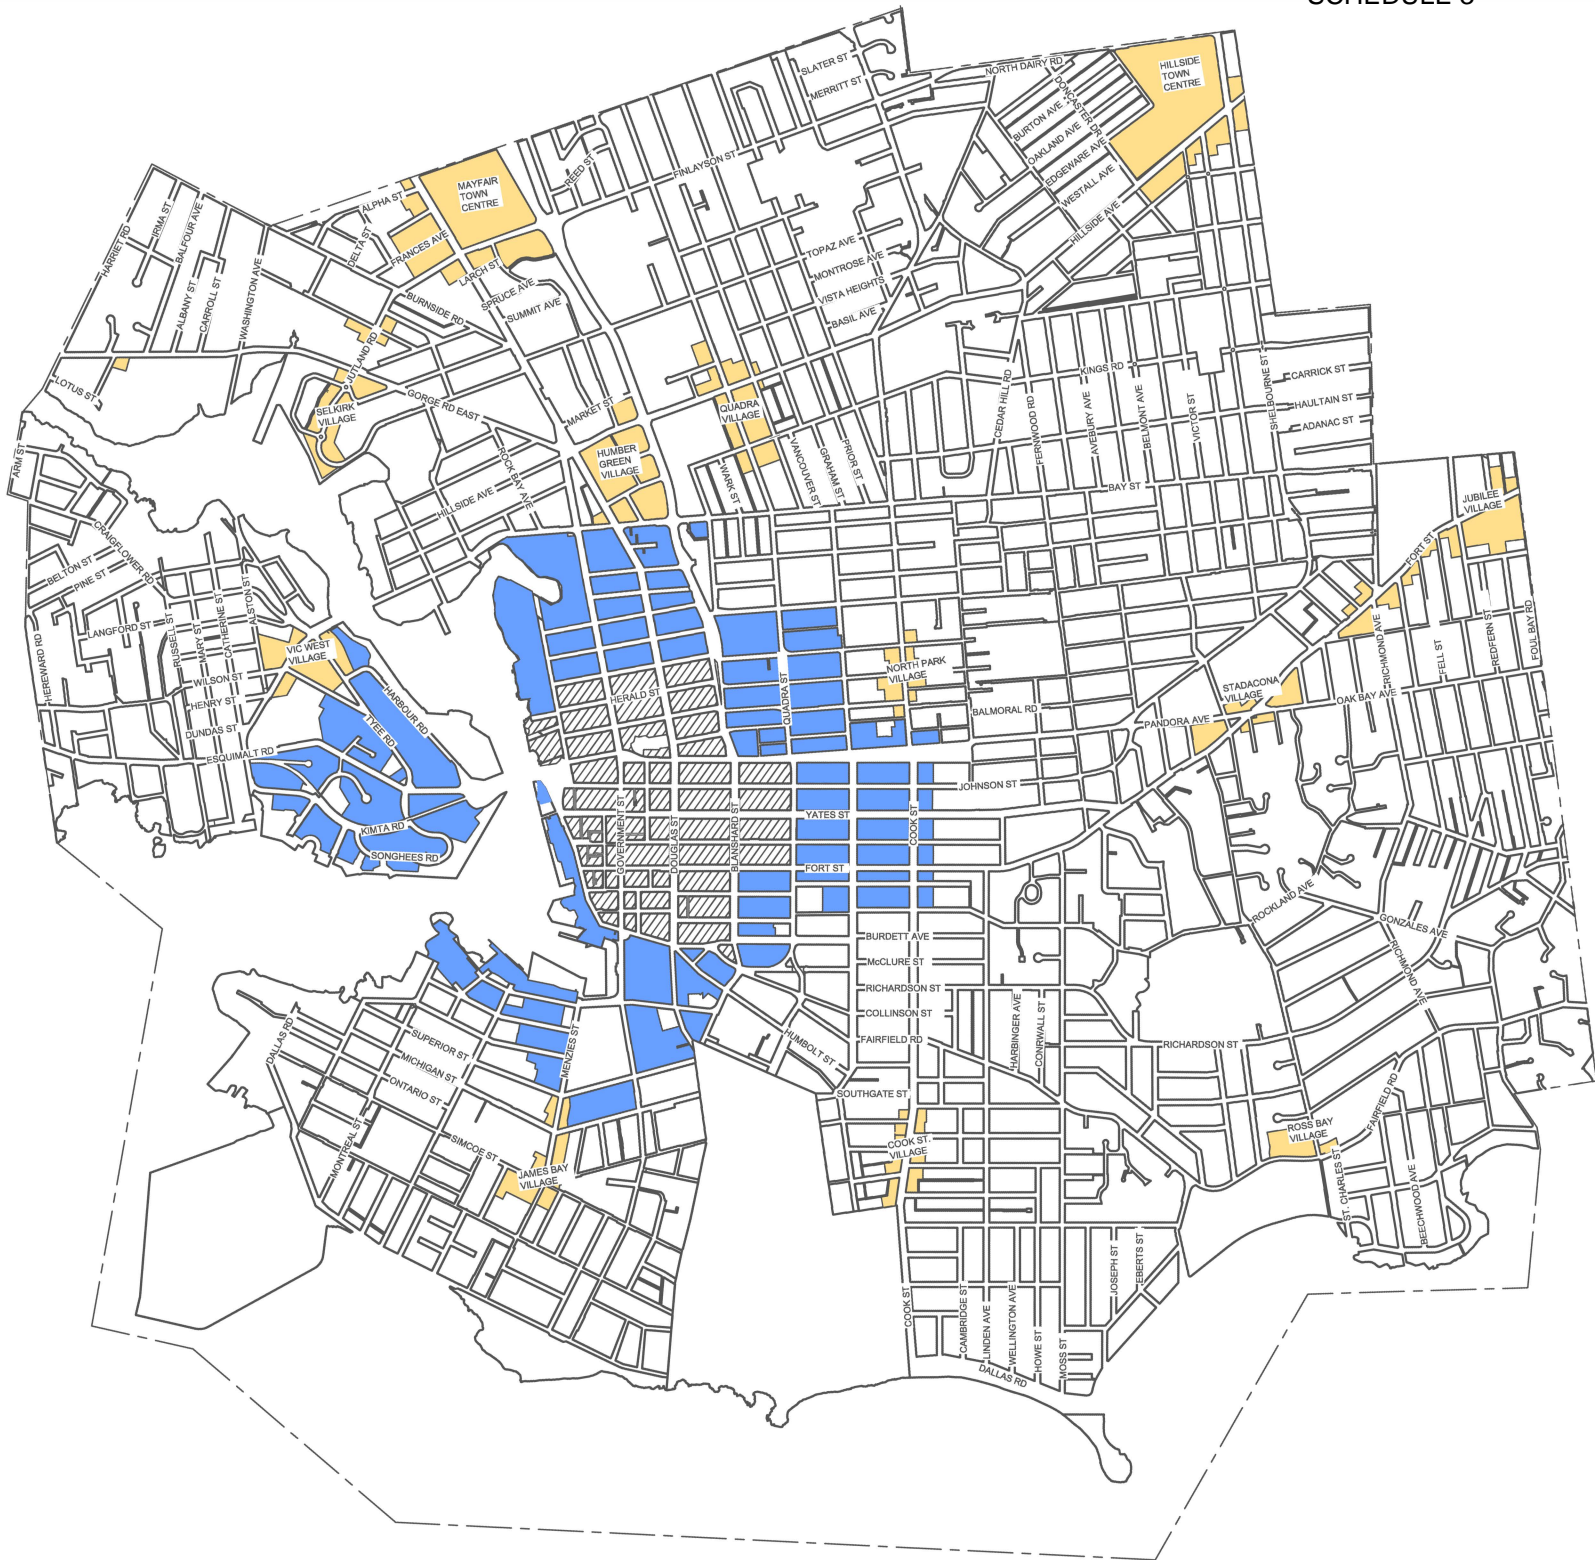 SLATER ST
MERRITT ST
NORTH DAIRY RD
HILLSIDE
TOWN
CENTRE
DONCASTER DR
BURTON AVE
OAKLAND AVE
EDGEWARE AVE
WESTALL AVE
HILLSIDE AVE
REED ST
FINLAYSON ST
MAYFAIR
TOWN
CENTRE
ALPHA ST
DELTA ST
FRANCES AVE
LARCH ST
SPRUCE AVE
SUMMIT AVE
BURNSIDE RD
HARRIET RD
IRMA ST
BALFOUR AVE
ALBANY ST
CARROLL ST
WASHINGTON AVE
TOPAZ AVE
MONTROSE AVE
VISTA HEIGHTS
BASIL AVE
JUTLAND RD
LOTUS ST
SELKIRK
VILLAGE
GORGE RD EAST
MARKET ST
QUADRA
VILLAGE
HUMBER
GREEN
VILLAGE
ROCK BAY AVE
HILLSIDE AVE
WARK ST
VANCOUVER ST
GRAHAM ST
PRIOR ST
CEDAR HILL RD
FERNWOOD RD
KINGS RD
AVEBURY AVE
BELMONT AVE
VICTOR ST
SHELBOURNE ST
CARRICK ST
HAULTAIN ST
ADANAC ST
BAY ST
JUBILEE
VILLAGE
FORT ST
ARM ST
CRAIGFLOWER RD
BELTON ST
PINE ST
LANGFORD ST
RUSSELL ST
MARY ST
CATHERINE ST
ALSTON ST
HEREWARD RD
WILSON ST
HENRY ST
DUNDAS ST
ESQUIMALT RD
VIC WEST
VILLAGE
HARBOUR RD
TYEE RD
KIMTA RD
SONGHEES RD
HERALD ST
QUADRA ST
NORTH PARK
VILLAGE
BALMORAL RD
PANDORA AVE
STADACONA
VILLAGE
OAK BAY AVE
RICHMOND AVE
FELL ST
REDFERN ST
FOUL BAY RD
JOHNSON ST
YATES ST
FORT ST
COOK ST
GOVERNMENT ST
DOUGLAS ST
BLANSHARD ST
BURDETT AVE
McCLURE ST
RICHARDSON ST
COLLINSON ST
FAIRFIELD RD
HUMBOLT ST
SOUTHGATE ST
HARBINGER AVE
CONRWALL ST
ROCKLAND AVE
GONZALES AVE
RICHMOND AVE
RICHARDSON ST
FAIRFIELD RD
ROSS BAY
VILLAGE
ST. CHARLES ST
BEECHWOOD AVE
DALLAS RD
SUPERIOR ST
MICHIGAN ST
ONTARIO ST
MENZIES ST
SIMCOE ST
MONTREAL ST
JAMES BAY
VILLAGE
COOK ST.
VILLAGE
COOK ST
CAMBRIDGE ST
LINDEN AVE
WELLINGTON AVE
HOWE ST
MOSS ST
JOSEPH ST
EBERTS ST
DALLAS RD